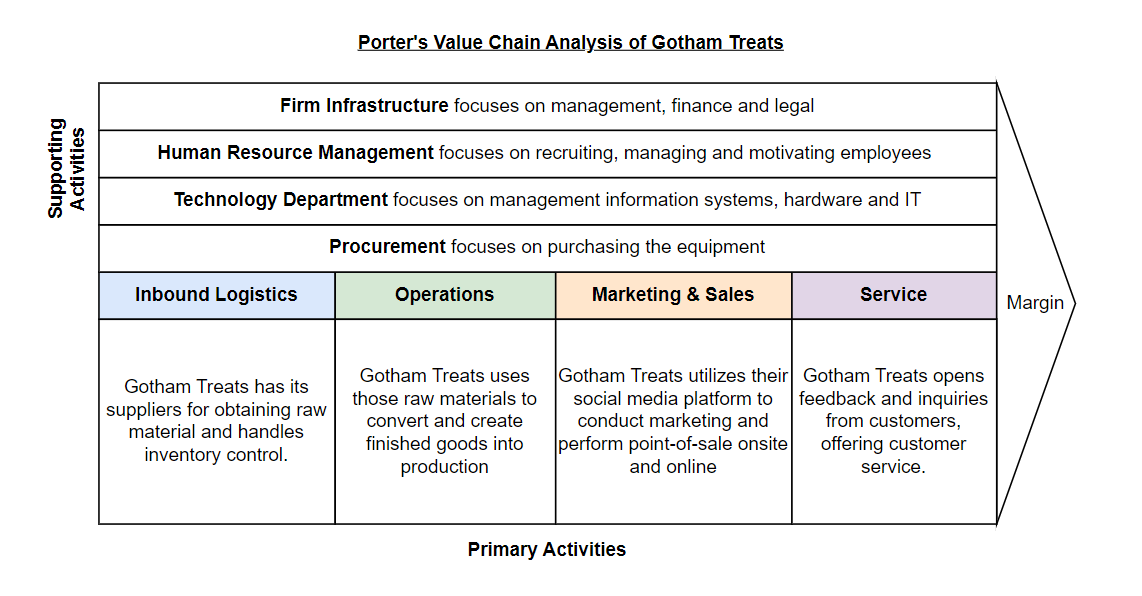 Porter's Value Chain Analysis of Gotham Treats
Supporting
Activities
Firm Infrastructure focuses on management, finance and legal
Human Resource Management focuses on recruiting, managing and motivating employees
Technology Department focuses on management information systems, hardware and IT
Procurement focuses on purchasing the equipment
Inbound Logistics
Gotham Treats has its
suppliers for obtaining raw
material and handles
inventory control.
Operations
Gotham Treats uses
those raw materials to
convert and create
finished goods into
production
Marketing & Sales
Gotham Treats utilizes their
social media platform to
conduct marketing and
perform point-of-sale onsite
and online
Service
Gotham Treats opens
feedback and inquiries
from customers,
offering customer
service.
Margin
Primary Activities